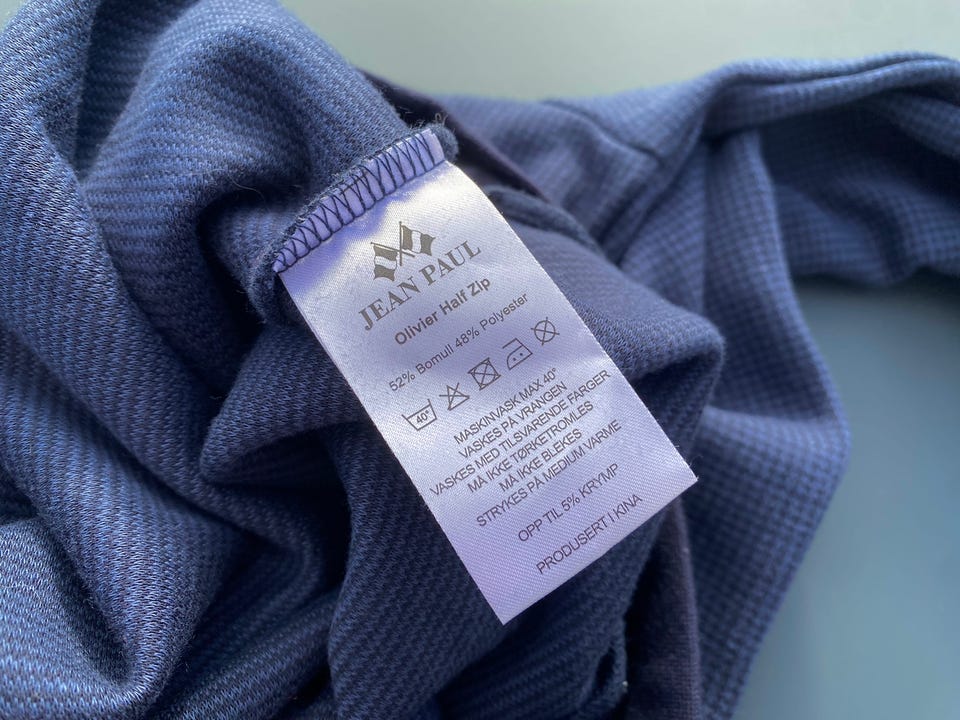 JEAN PAUL
Olivier Half Zip
52% Bomull 48% Polyester
40°
MASKINVASK MAX 40°
VASKES PÅ VRANGEN
VASKES MED TILSVARENDE FARGER
MÅ IKKE TØRKETROMLES
MÅ IKKE BLEKES
STRYKES PÅ MEDIUM VARME
OPP TIL 5% KRYMP
PRODUSERT I KINA